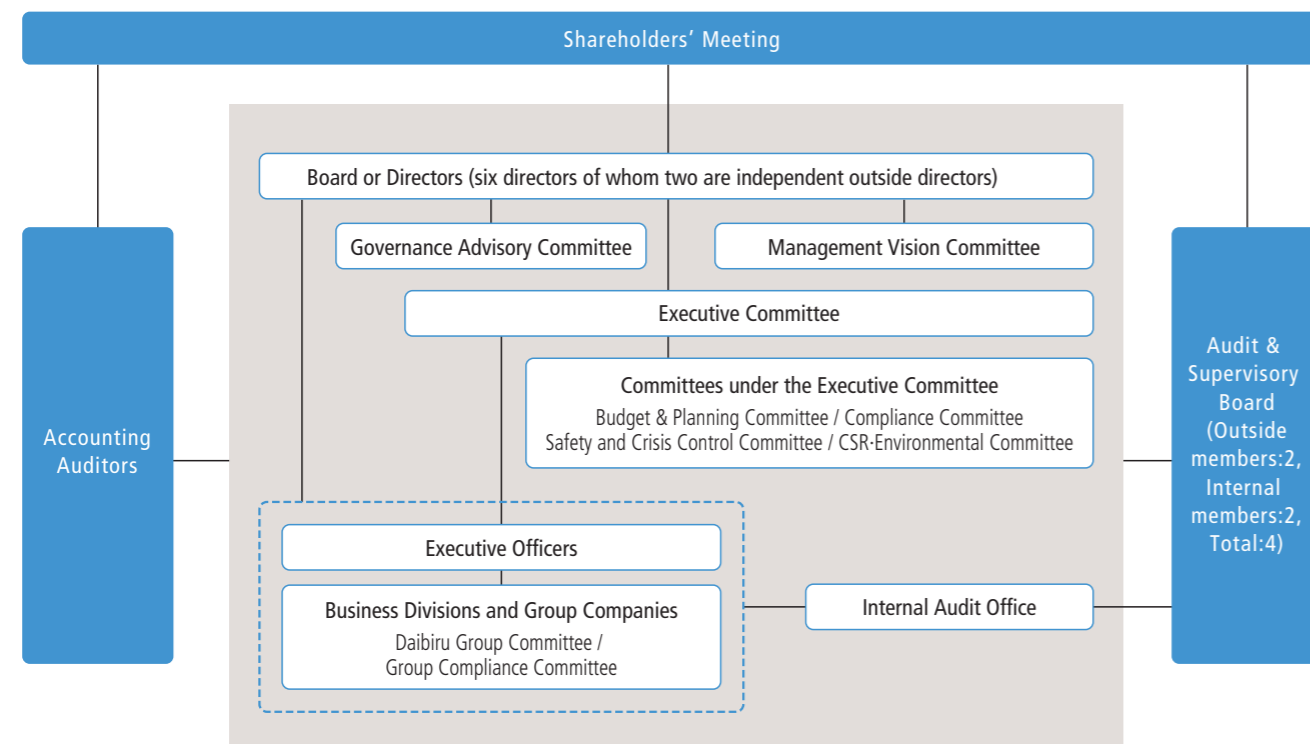 Shareholders’ Meeting
Board or Directors (six directors of whom two are independent outside directors)
Governance Advisory Committee
Management Vision Committee
Executive Committee
Committees under the Executive Committee
Budget & Planning Committee / Compliance Committee
Safety and Crisis Control Committee / CSR·Environmental Committee
Accounting
Auditors
Audit &
Supervisory
Board
(Outside
members:2,
Internal
members:2,
Total:4)
Executive Officers
Business Divisions and Group Companies
Daibiru Group Committee /
Group Compliance Committee
Internal Audit Office